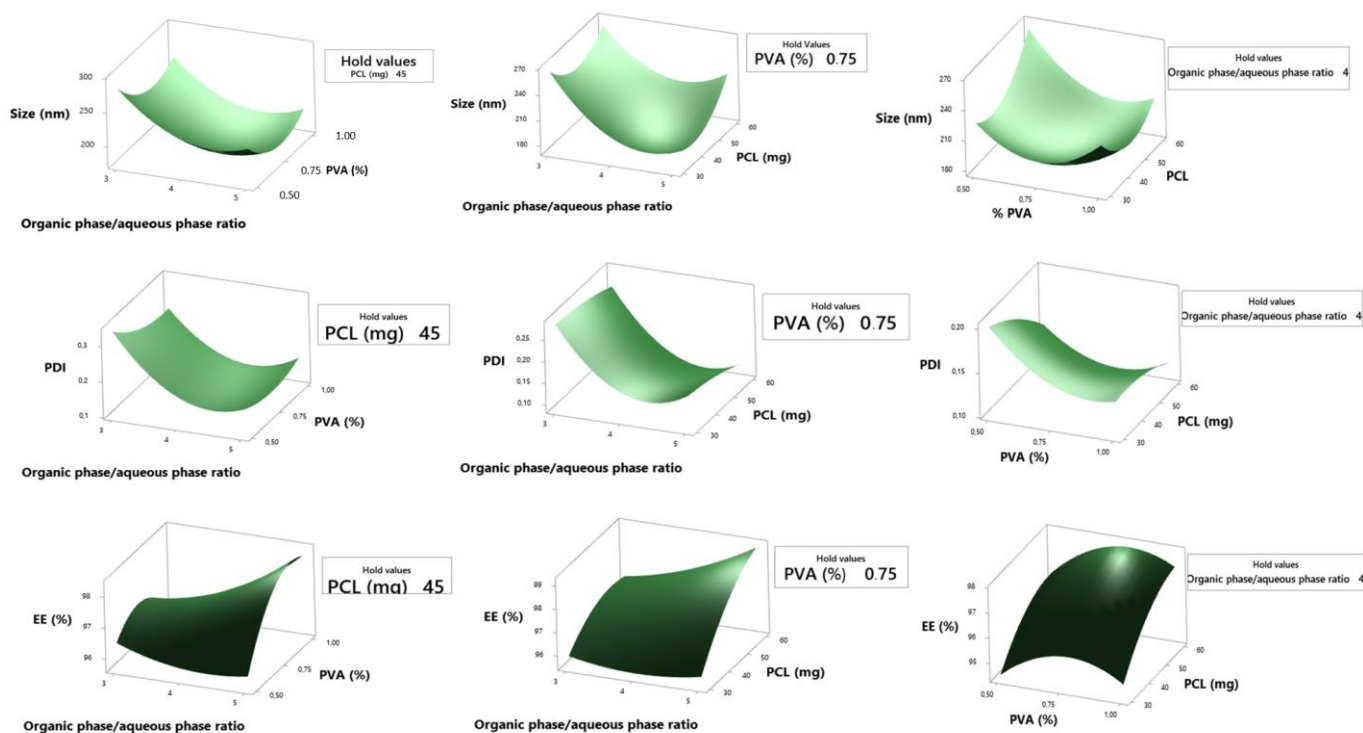 Hold values
PCL (mg) 45
300
250
200
Size (nm)
1.00
0.75
0.50
PVA (%)
3
4
5
Organic phase/aqueous phase ratio
Hold Values
PVA (%) 0.75
270
240
210
180
Size (nm)
60
50
40
30
PCL (mg)
3
4
5
Organic phase/aqueous phase ratio
Hold values
Organic phase/aqueous phase ratio 4
270
240
210
180
Size (nm)
60
50
40
30
PCL
0,50
0,75
1,00
% PVA
Hold values
PCL (mg) 45
0,3
0,2
0,1
PDI
1,00
0,75
0,50
PVA (%)
3
4
5
Organic phase/aqueous phase ratio
Hold values
PVA (%) 0.75
0,25
0,20
0,15
0,10
PDI
60
50
40
30
PCL (mg)
3
4
5
Organic phase/aqueous phase ratio
Hold values
Organic phase/aqueous phase ratio 4
0,20
0,15
0,10
PDI
60
50
40
30
PCL (mg)
0,50
0,75
1,00
PVA (%)
Hold values
PCL (mg) 45
98
97
96
EE (%)
1,00
0,75
0,50
PVA (%)
3
4
5
Organic phase/aqueous phase ratio
Hold values
PVA (%) 0.75
99
98
97
96
EE (%)
60
50
40
30
PCL (mg)
3
4
5
Organic phase/aqueous phase ratio
Hold values
Organic phase/aqueous phase ratio 4
98
97
96
95
EE (%)
60
50
40
30
PCL (mg)
0,50
0,75
1,00
PVA (%)